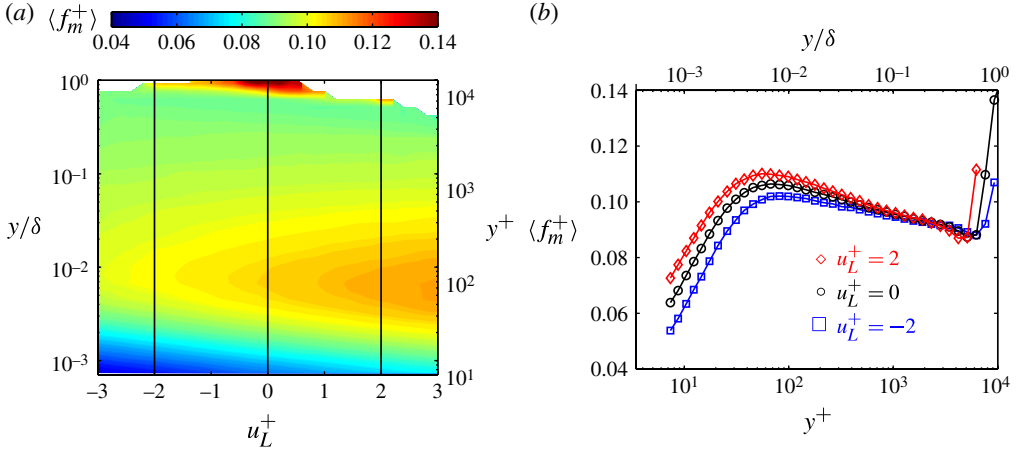 (a)
⟨f_m^+⟩
0.04 0.06 0.08 0.10 0.12 0.14
10^0
10^–1
10^–2
10^–3
y/δ
10^4
10^3
10^2
10^1
y^+
–3 –2 –1 0 1 2 3
u_L^+
(b)
y/δ
10^–3 10^–2 10^–1 10^0
0.14
0.12
0.10
0.08
0.06
0.04
⟨f_m^+⟩
u_L^+ = 2
u_L^+ = 0
u_L^+ = −2
10^1 10^2 10^3 10^4
y^+